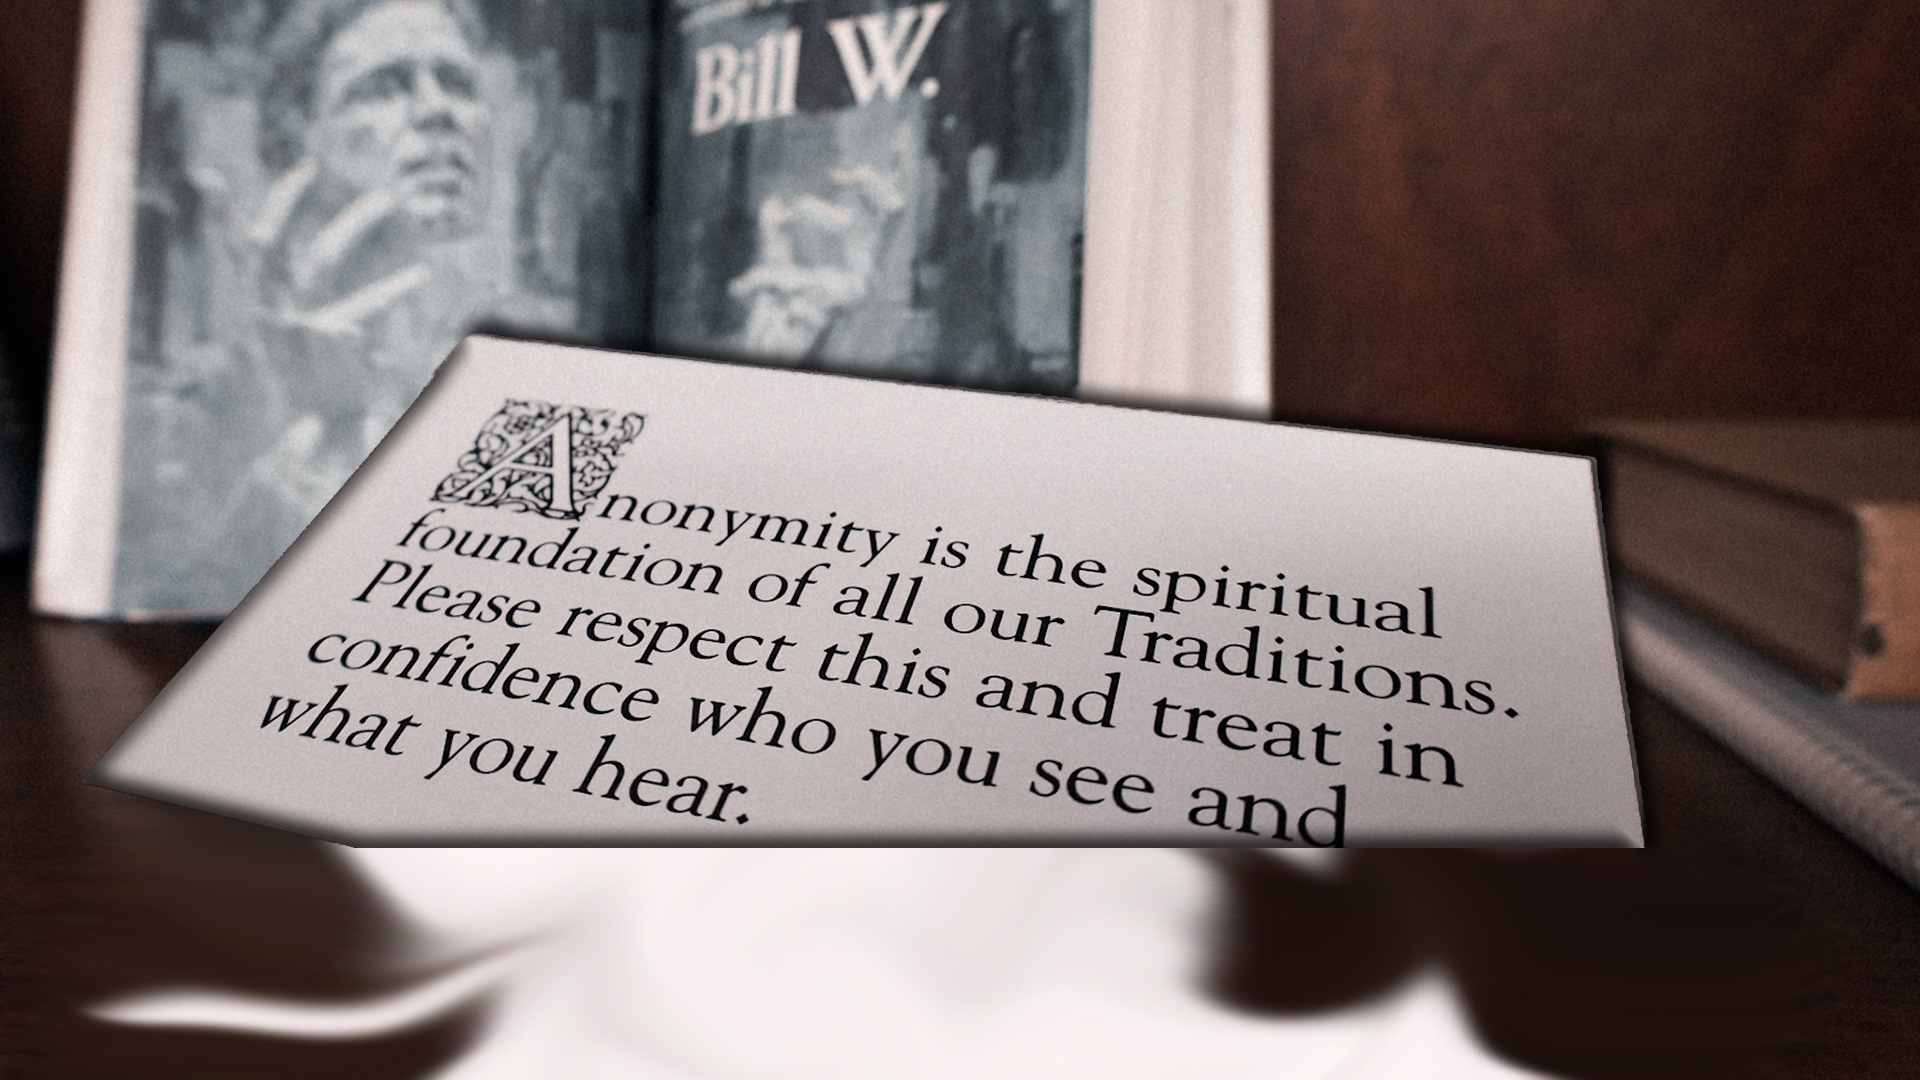 Bill W.
Anonymity is the spiritual
foundation of all our Traditions.
Please respect this and treat in
confidence who you see and
what you hear.